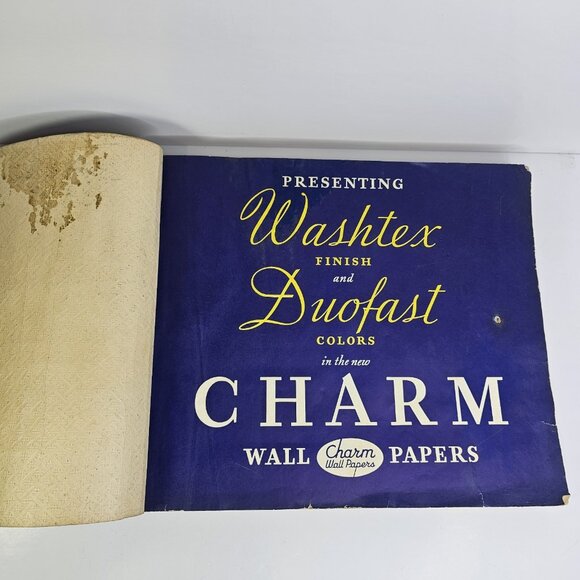 PRESENTING
Washtex
FINISH
and
Duofast
COLORS
in the new
CHARM
WALL Charm PAPERS
Wall Papers